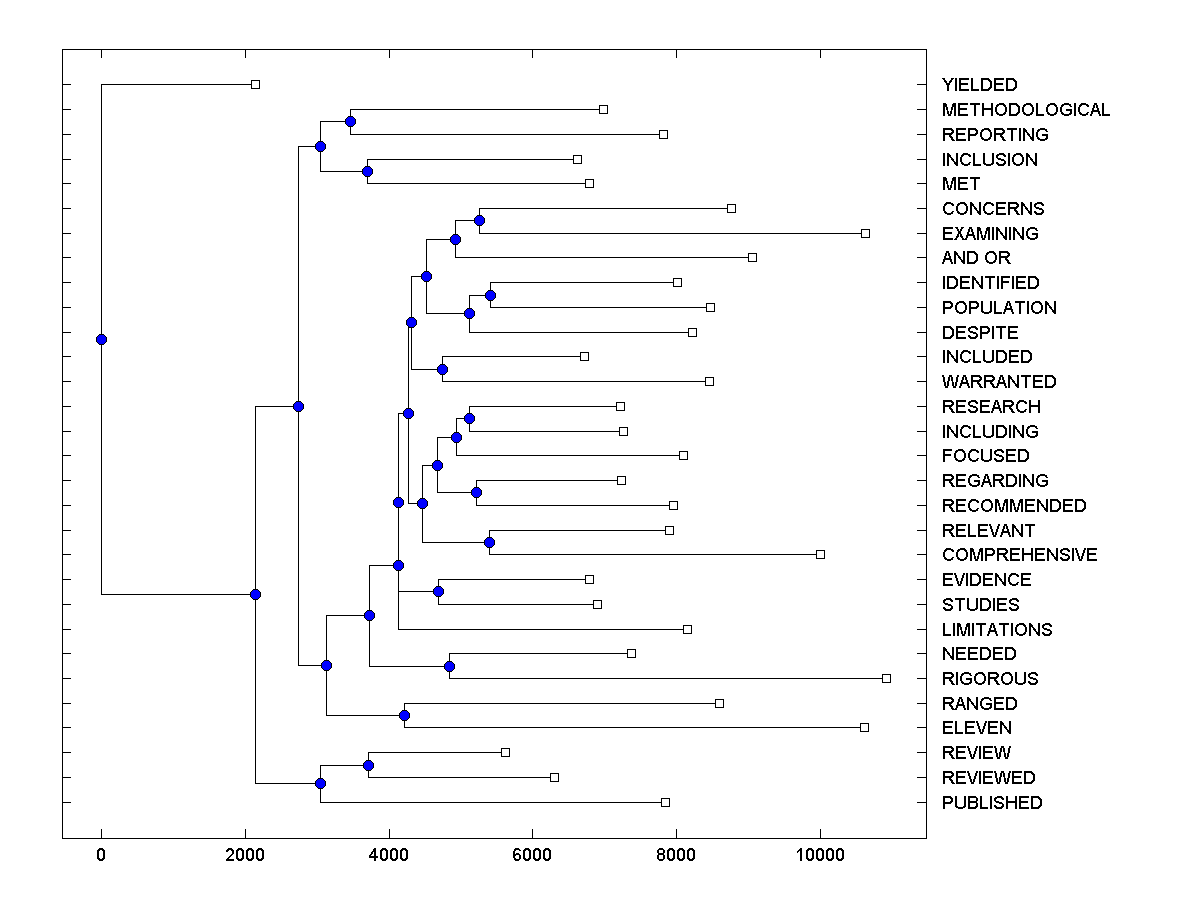 YIELDED
METHODOLOGICAL
REPORTING
INCLUSION
MET
CONCERNS
EXAMINING
AND OR
IDENTIFIED
POPULATION
DESPITE
INCLUDED
WARRANTED
RESEARCH
INCLUDING
FOCUSED
REGARDING
RECOMMENDED
RELEVANT
COMPREHENSIVE
EVIDENCE
STUDIES
LIMITATIONS
NEEDED
RIGOROUS
RANGED
ELEVEN
REVIEW
REVIEWED
PUBLISHED
0 2000 4000 6000 8000 10000